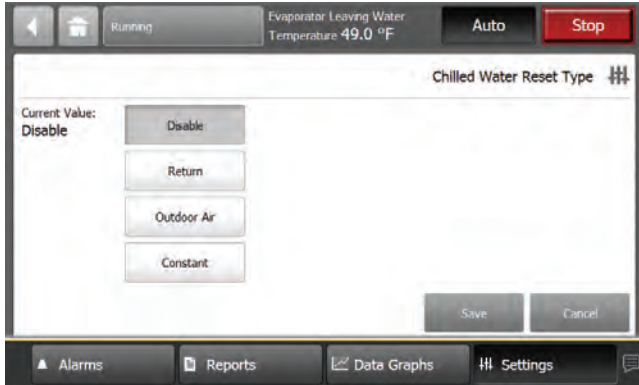 Running
Evaporator Leaving Water
Temperature 49.0 °F
Auto
Stop
Chilled Water Reset Type
Current Value:
Disable
Disable
Return
Outdoor Air
Constant
Save
Cancel
Alarms
Reports
Data Graphs
Settings